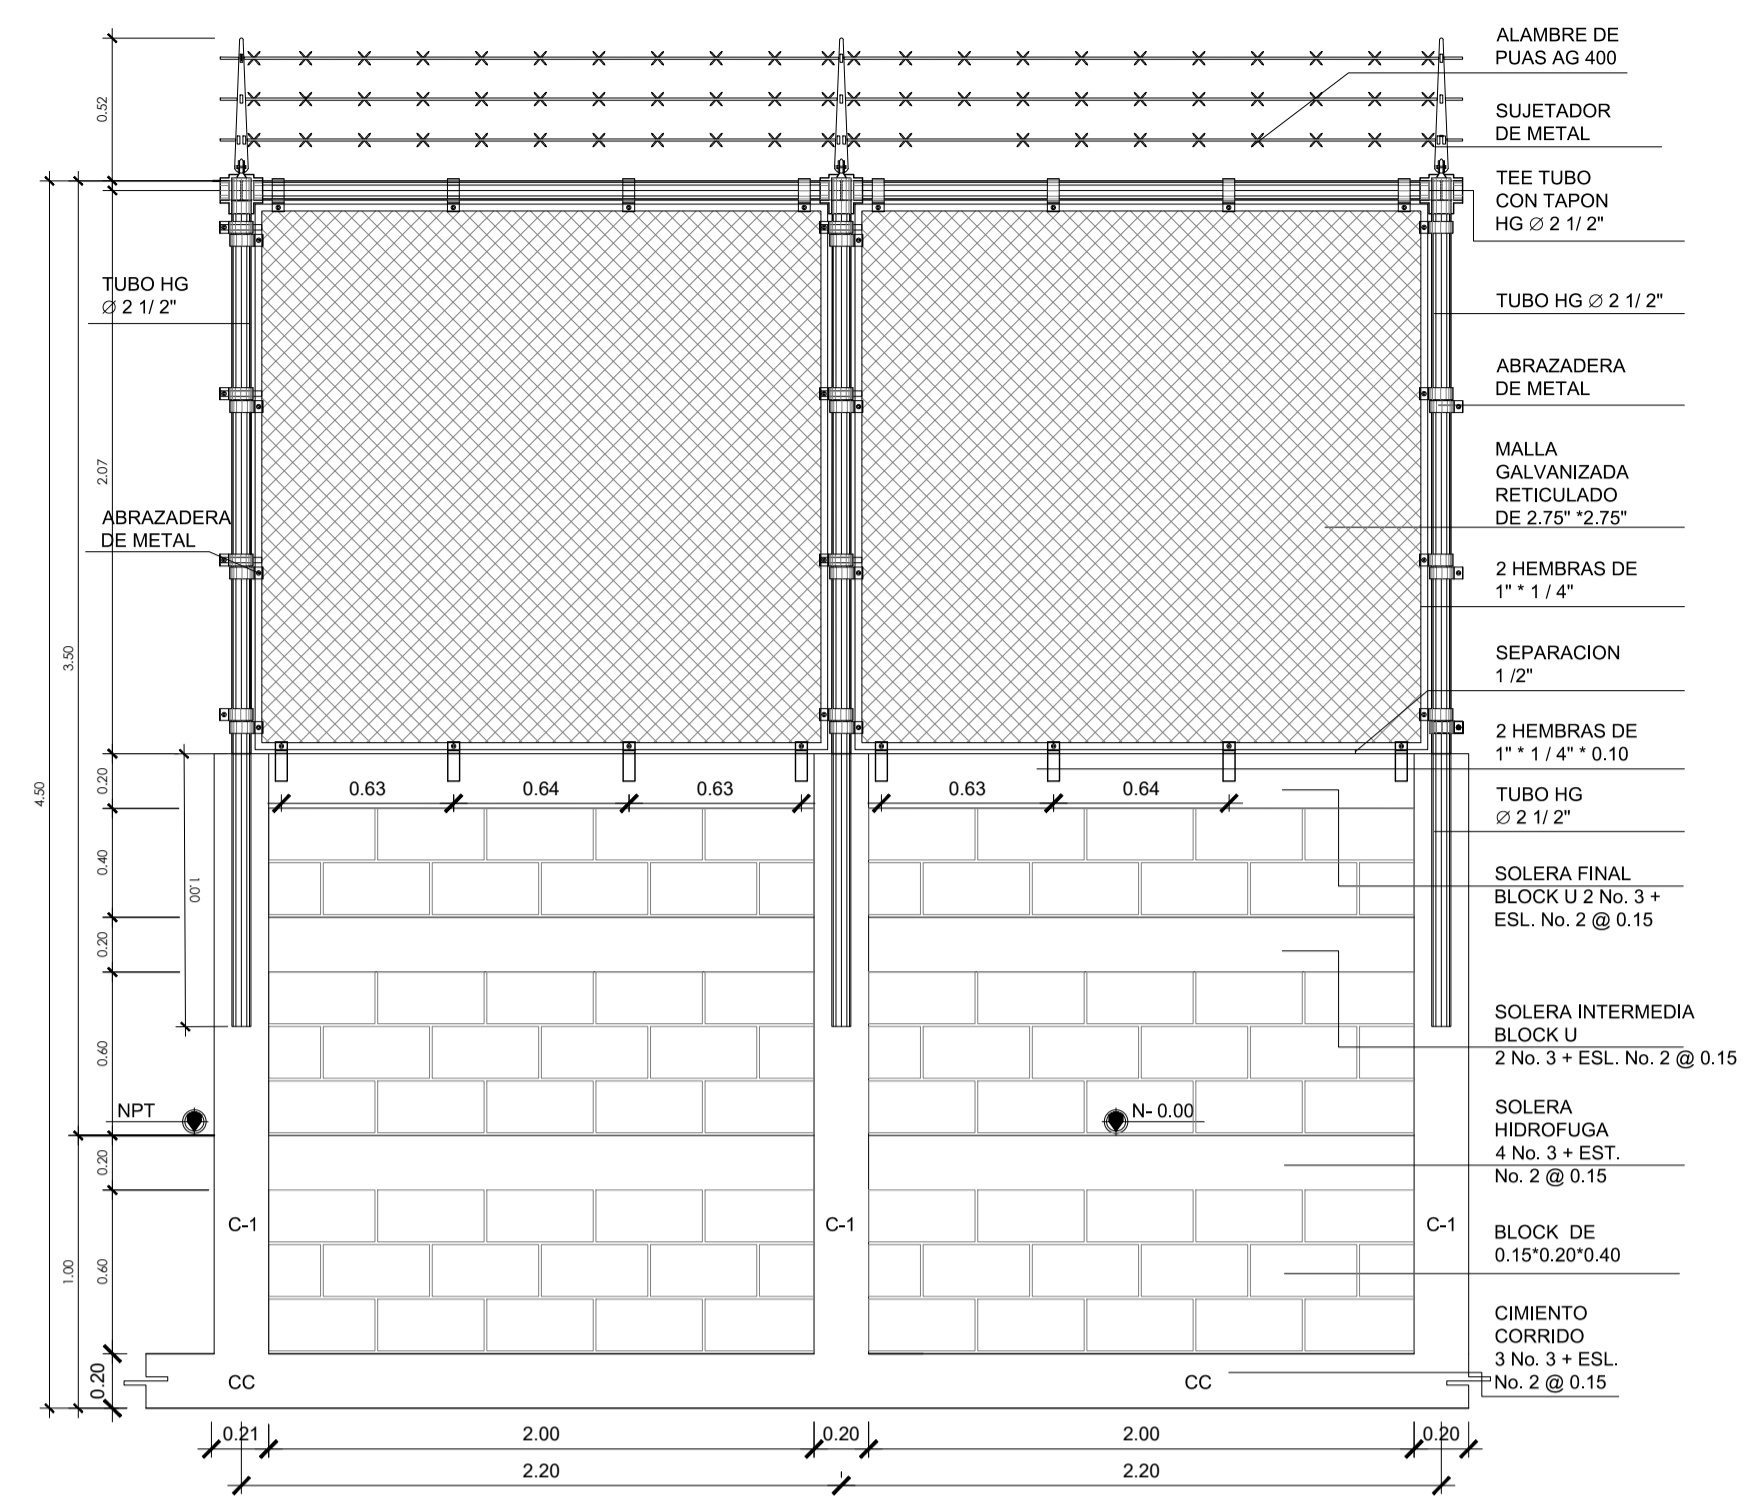 ALAMBRE DE
PUAS AG 400
SUJETADOR
DE METAL
TEE TUBO
CON TAPON
HG Ø 2 1/ 2"
TUBO HG Ø 2 1/ 2"
ABRAZADERA
DE METAL
MALLA
GALVANIZADA
RETICULADO
DE 2.75" *2.75"
2 HEMBRAS DE
1" * 1 / 4"
SEPARACION
1 /2"
2 HEMBRAS DE
1" * 1 / 4" * 0.10
TUBO HG
Ø 2 1/ 2"
SOLERA FINAL
BLOCK U 2 No. 3 +
ESL. No. 2 @ 0.15
SOLERA INTERMEDIA
BLOCK U
2 No. 3 + ESL. No. 2 @ 0.15
SOLERA
HIDROFUGA
4 No. 3 + EST.
No. 2 @ 0.15
BLOCK DE
0.15*0.20*0.40
CIMIENTO
CORRIDO
3 No. 3 + ESL.
No. 2 @ 0.15
TUBO HG
Ø 2 1/ 2"
ABRAZADERA
DE METAL
0.52
2.07
3.50
4.50
0.20
0.40
0.20
0.60
0.20
0.60
0.20
1.00
1.00
0.63
0.64
0.63
0.63
0.64
NPT
N- 0.00
C-1
C-1
C-1
CC
CC
0.21
2.00
0.20
2.00
0.20
2.20
2.20